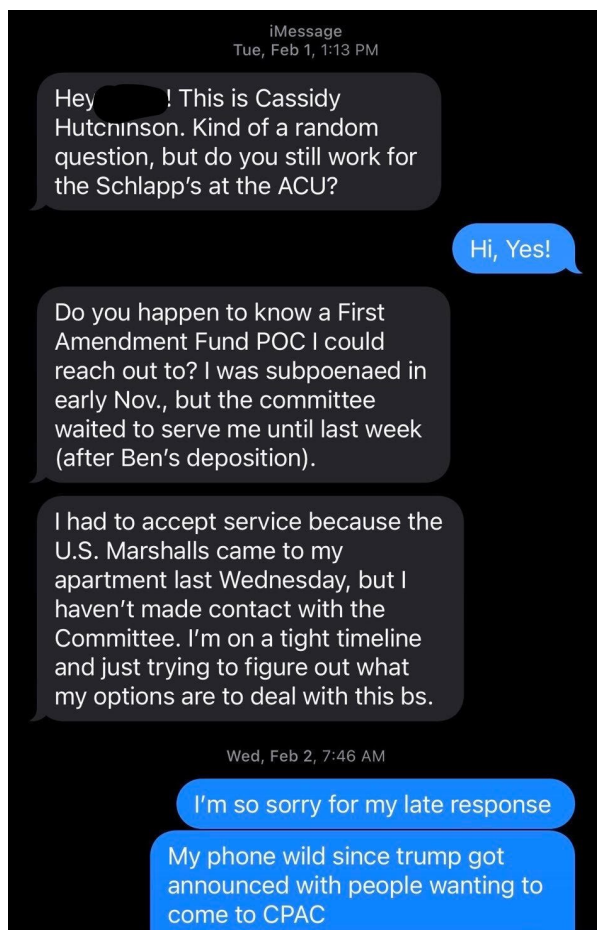 iMessage
Tue, Feb 1, 1:13 PM
Hey ! This is Cassidy
Hutchinson. Kind of a random
question, but do you still work for
the Schlapp's at the ACU?
Hi, Yes!
Do you happen to know a First
Amendment Fund POC I could
reach out to? I was subpoenaed in
early Nov., but the committee
waited to serve me until last week
(after Ben's deposition).
I had to accept service because the
U.S. Marshalls came to my
apartment last Wednesday, but I
haven't made contact with the
Committee. I'm on a tight timeline
and just trying to figure out what
my options are to deal with this bs.
Wed, Feb 2, 7:46 AM
I'm so sorry for my late response
My phone wild since trump got
announced with people wanting to
come to CPAC